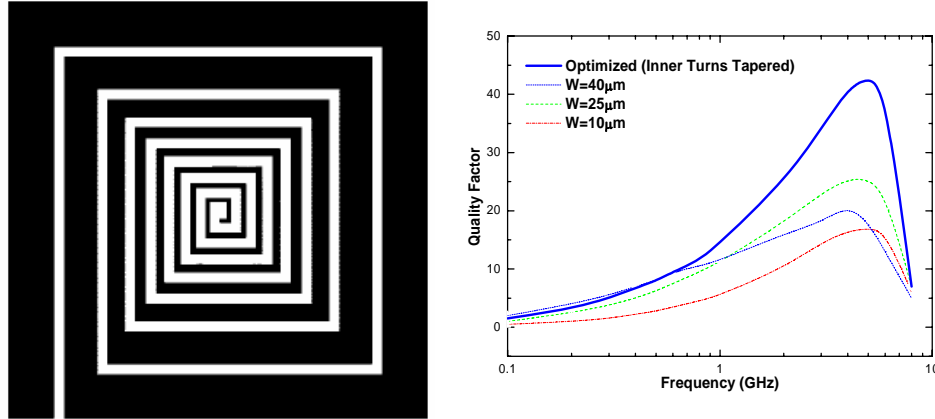 50
40
30
20
10
0
Quality Factor
Optimized (Inner Turns Tapered)
W=40μm
W=25μm
W=10μm
0.1
1
10
Frequency (GHz)